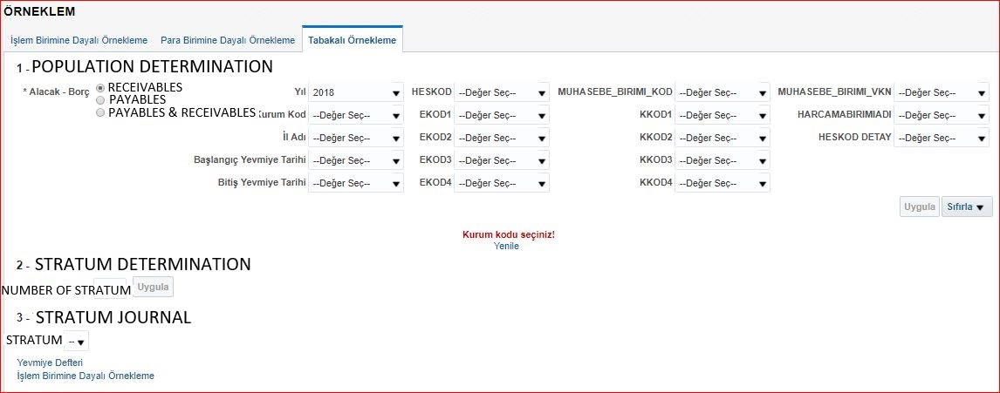 ÖRNEKLEM
İşlem Birimine Dayalı Örnekleme Para Birimine Dayalı Örnekleme Tabakalı Örnekleme
1 - POPULATION DETERMINATION
* Alacak - Borç RECEIVABLES Yıl 2018 HESKOD --Değer Seç-- MUHASEBE_BIRIMI_KOD --Değer Seç-- MUHASEBE_BIRIMI_VKN --Değer Seç--
PAYABLES
PAYABLES & RECEIVABLES Kurum Kod --Değer Seç-- EKOD1 --Değer Seç-- KKOD1 --Değer Seç-- HARCAMABIRIMIADI --Değer Seç--
İl Adı --Değer Seç-- EKOD2 --Değer Seç-- KKOD2 --Değer Seç-- HESKOD DETAY --Değer Seç--
Başlangıç Yevmiye Tarihi --Değer Seç-- EKOD3 --Değer Seç-- KKOD3 --Değer Seç--
Bitiş Yevmiye Tarihi --Değer Seç-- EKOD4 --Değer Seç-- KKOD4 --Değer Seç--
Uygula Sıfırla
Kurum kodu seçiniz!
Yenile
2 - STRATUM DETERMINATION
NUMBER OF STRATUM Uygula
3 - STRATUM JOURNAL
STRATUM --
Yevmiye Defteri
İşlem Birimine Dayalı Örnekleme